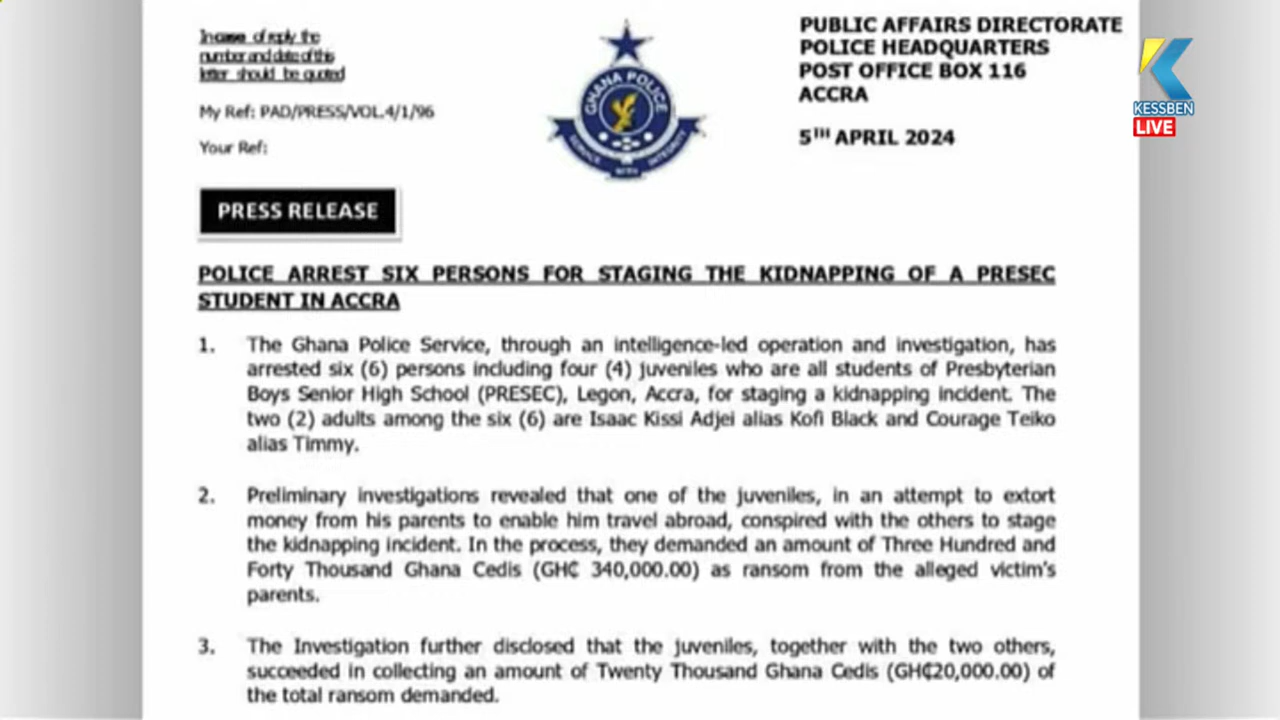 In case of reply the
number and date of this
letter should be quoted
My Ref: PAD/PRESS/VOL.4/1/96
Your Ref:
GHANA POLICE
SERVICE WITH INTEGRITY
PUBLIC AFFAIRS DIRECTORATE
POLICE HEADQUARTERS
POST OFFICE BOX 116
ACCRA
5TH APRIL 2024
KESSBEN
LIVE
PRESS RELEASE
POLICE ARREST SIX PERSONS FOR STAGING THE KIDNAPPING OF A PRESEC
STUDENT IN ACCRA
1. The Ghana Police Service, through an intelligence-led operation and investigation, has
arrested six (6) persons including four (4) juveniles who are all students of Presbyterian
Boys Senior High School (PRESEC), Legon, Accra, for staging a kidnapping incident. The
two (2) adults among the six (6) are Isaac Kissi Adjei alias Kofi Black and Courage Teiko
alias Timmy.
2. Preliminary investigations revealed that one of the juveniles, in an attempt to extort
money from his parents to enable him travel abroad, conspired with the others to stage
the kidnapping incident. In the process, they demanded an amount of Three Hundred and
Forty Thousand Ghana Cedis (GH₵ 340,000.00) as ransom from the alleged victim's
parents.
3. The Investigation further disclosed that the juveniles, together with the two others,
succeeded in collecting an amount of Twenty Thousand Ghana Cedis (GH₵20,000.00) of
the total ransom demanded.